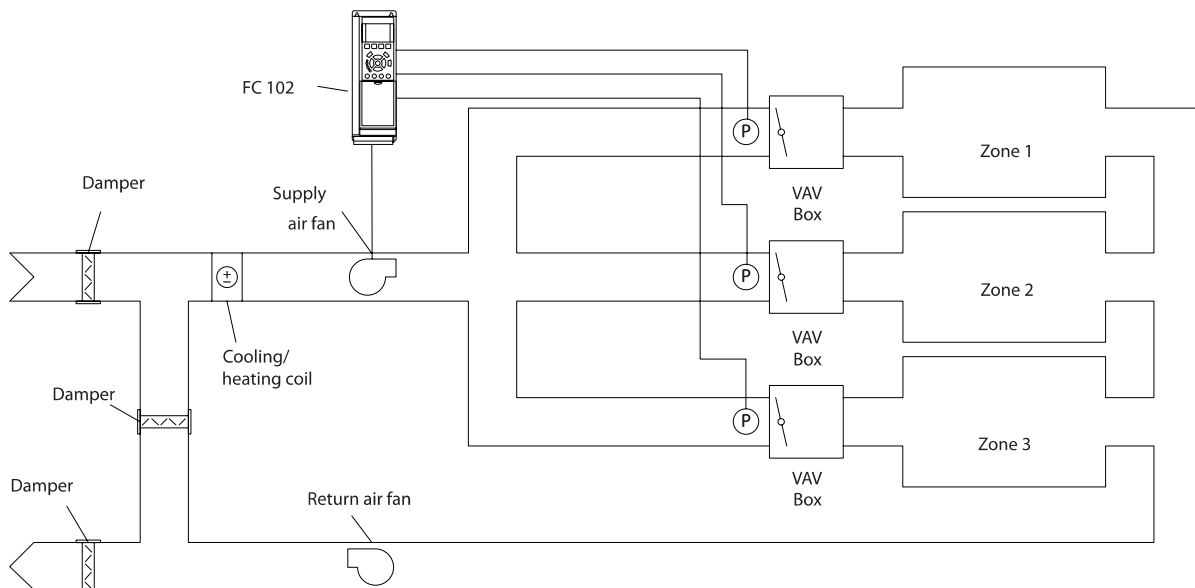 FC 102
P
Zone 1
VAV
Box
Damper
Supply
air fan
P
Zone 2
±
VAV
Box
Cooling/
heating coil
Damper
P
Zone 3
VAV
Box
Damper
Return air fan